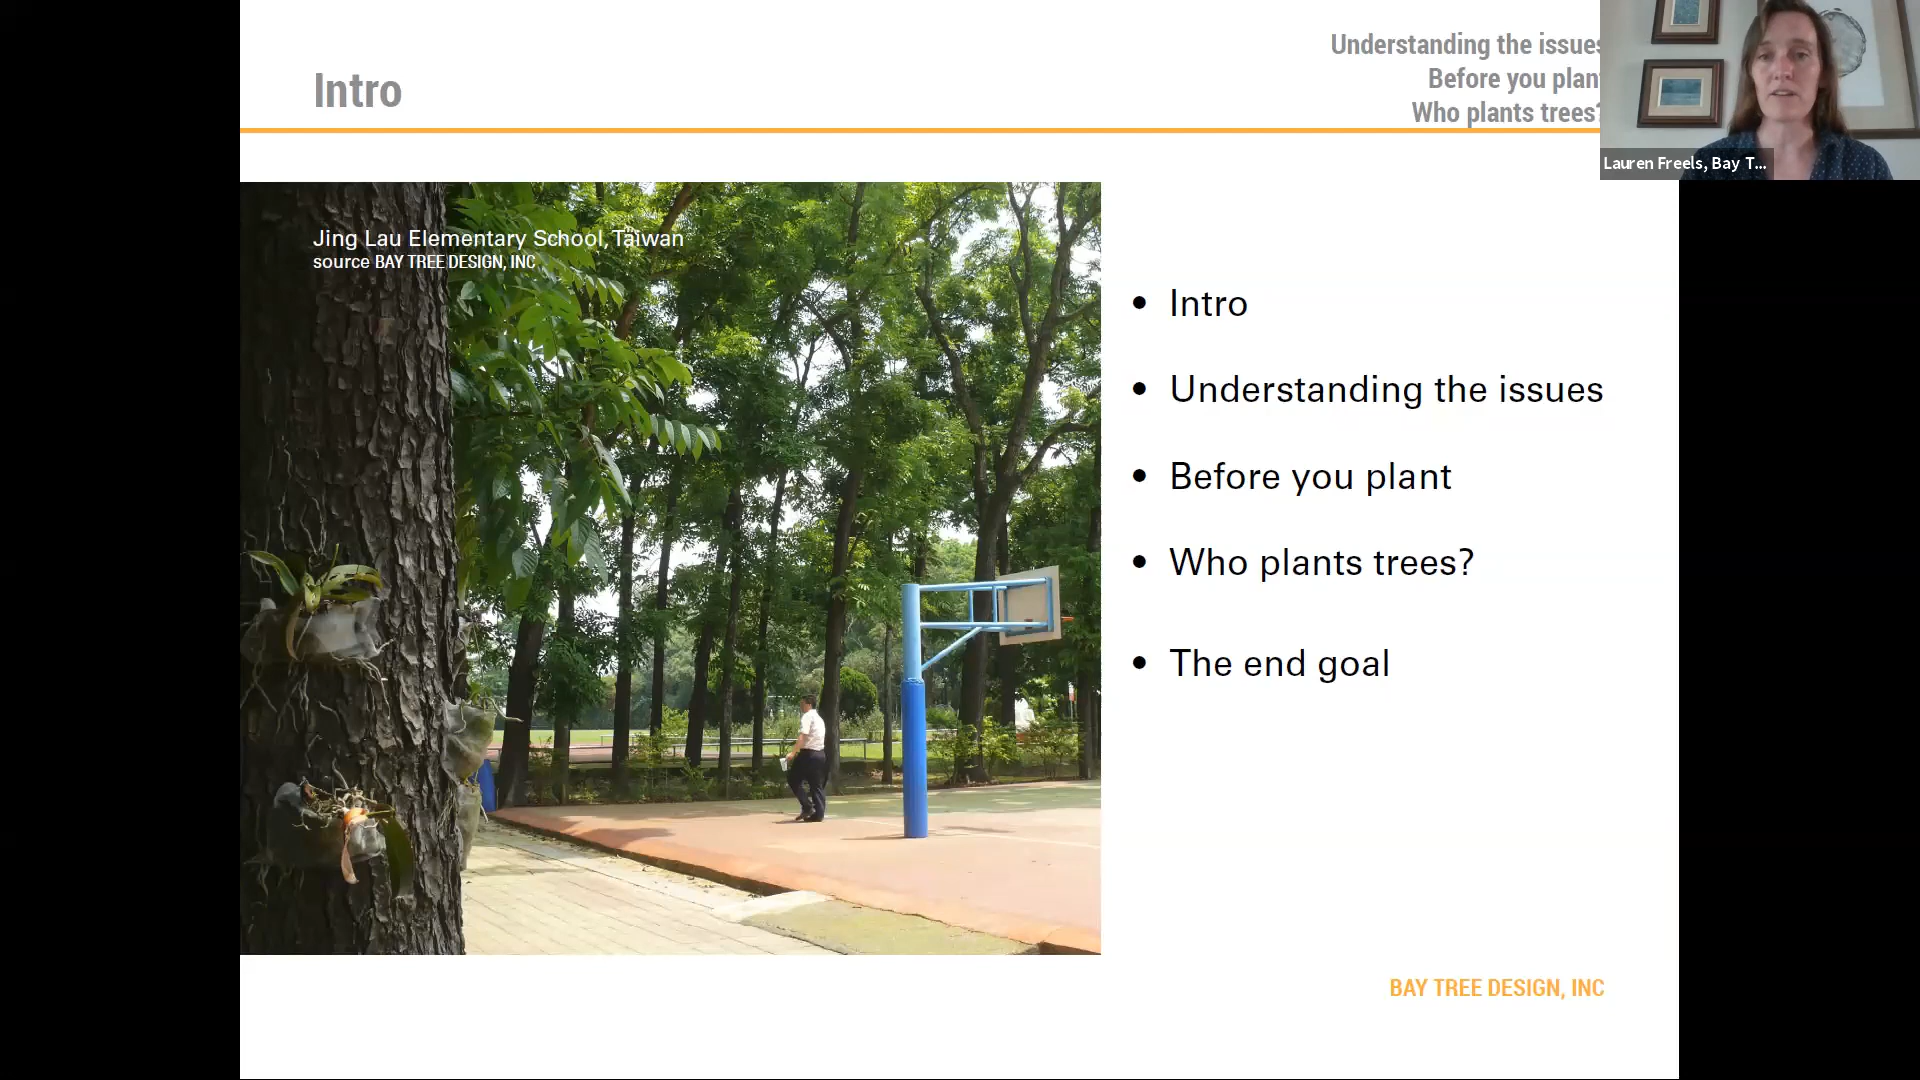 Intro
Understanding the issues
Before you plant
Who plants trees?
Lauren Freels, Bay T...
Jing Lau Elementary School, Taiwan
source BAY TREE DESIGN, INC
• Intro
• Understanding the issues
• Before you plant
• Who plants trees?
• The end goal
BAY TREE DESIGN, INC